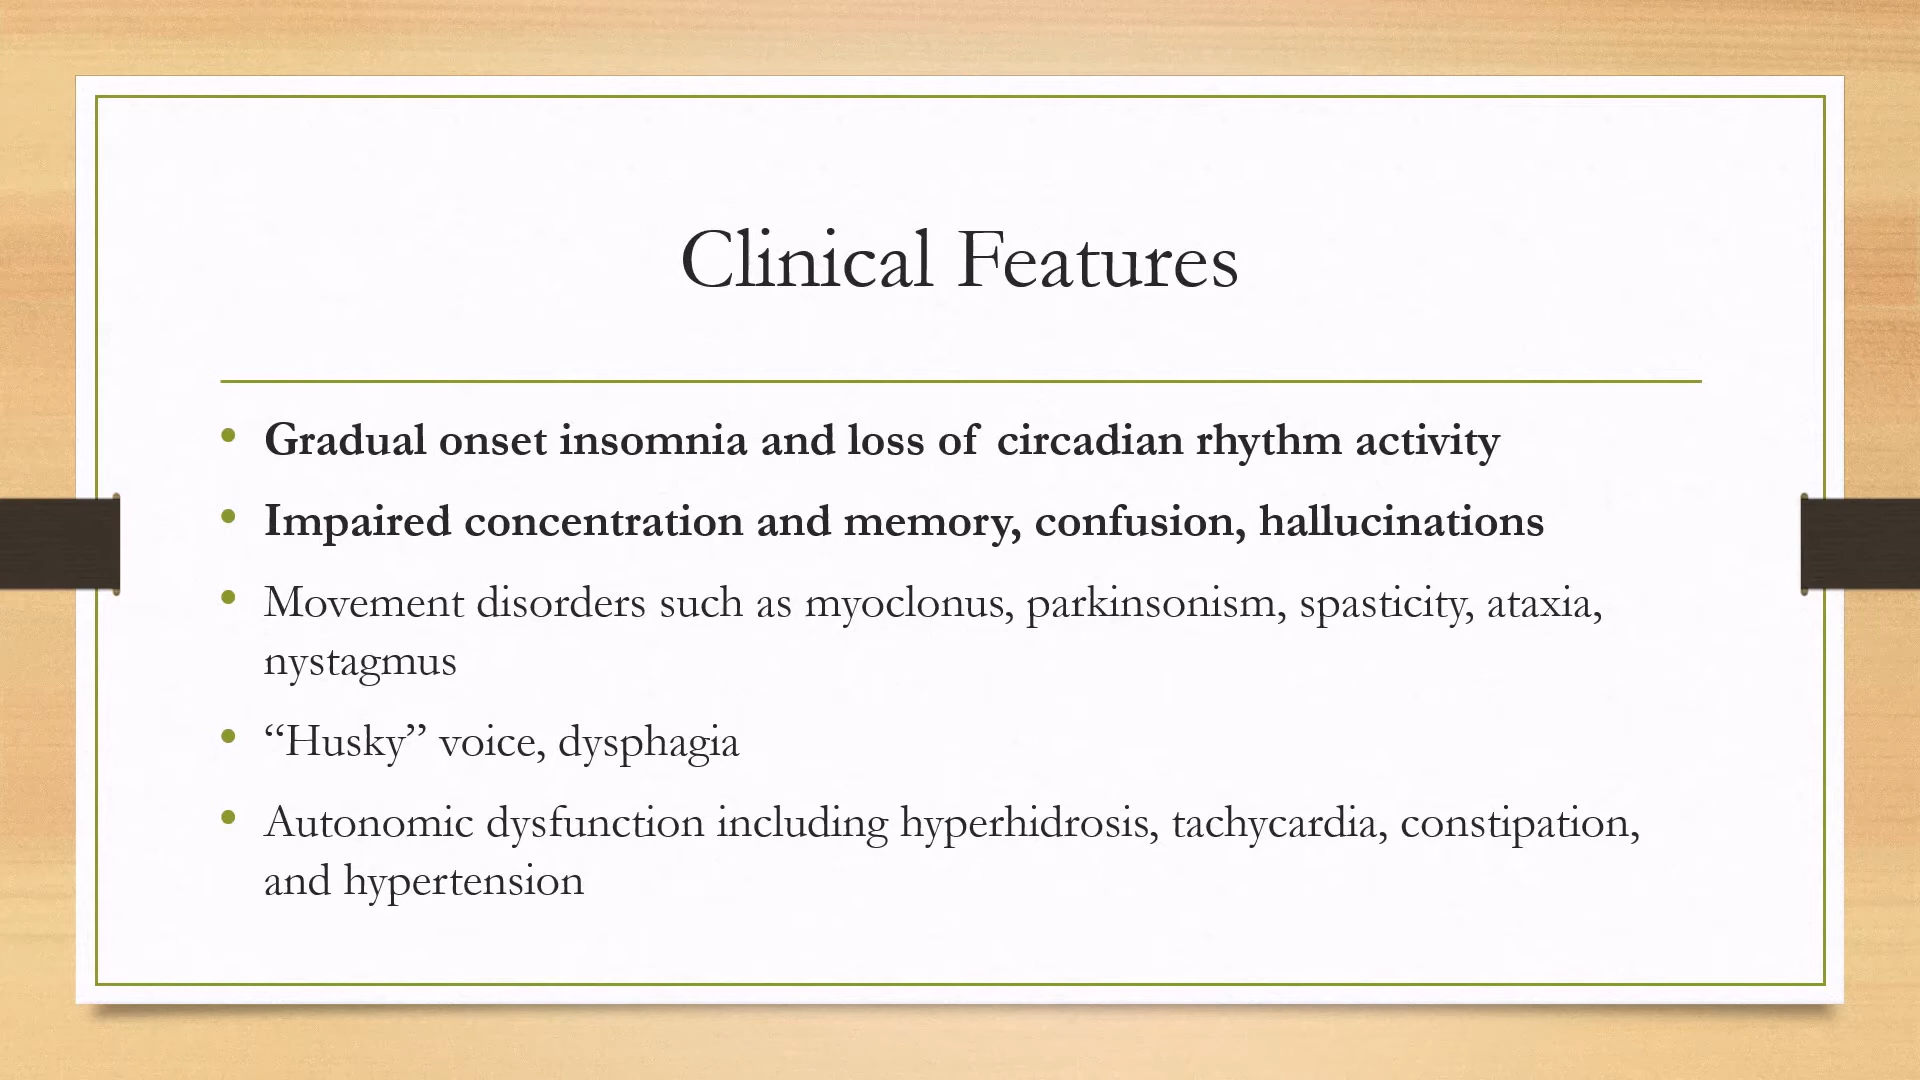 Clinical Features
• Gradual onset insomnia and loss of circadian rhythm activity
• Impaired concentration and memory, confusion, hallucinations
• Movement disorders such as myoclonus, parkinsonism, spasticity, ataxia,
nystagmus
• “Husky” voice, dysphagia
• Autonomic dysfunction including hyperhidrosis, tachycardia, constipation,
and hypertension